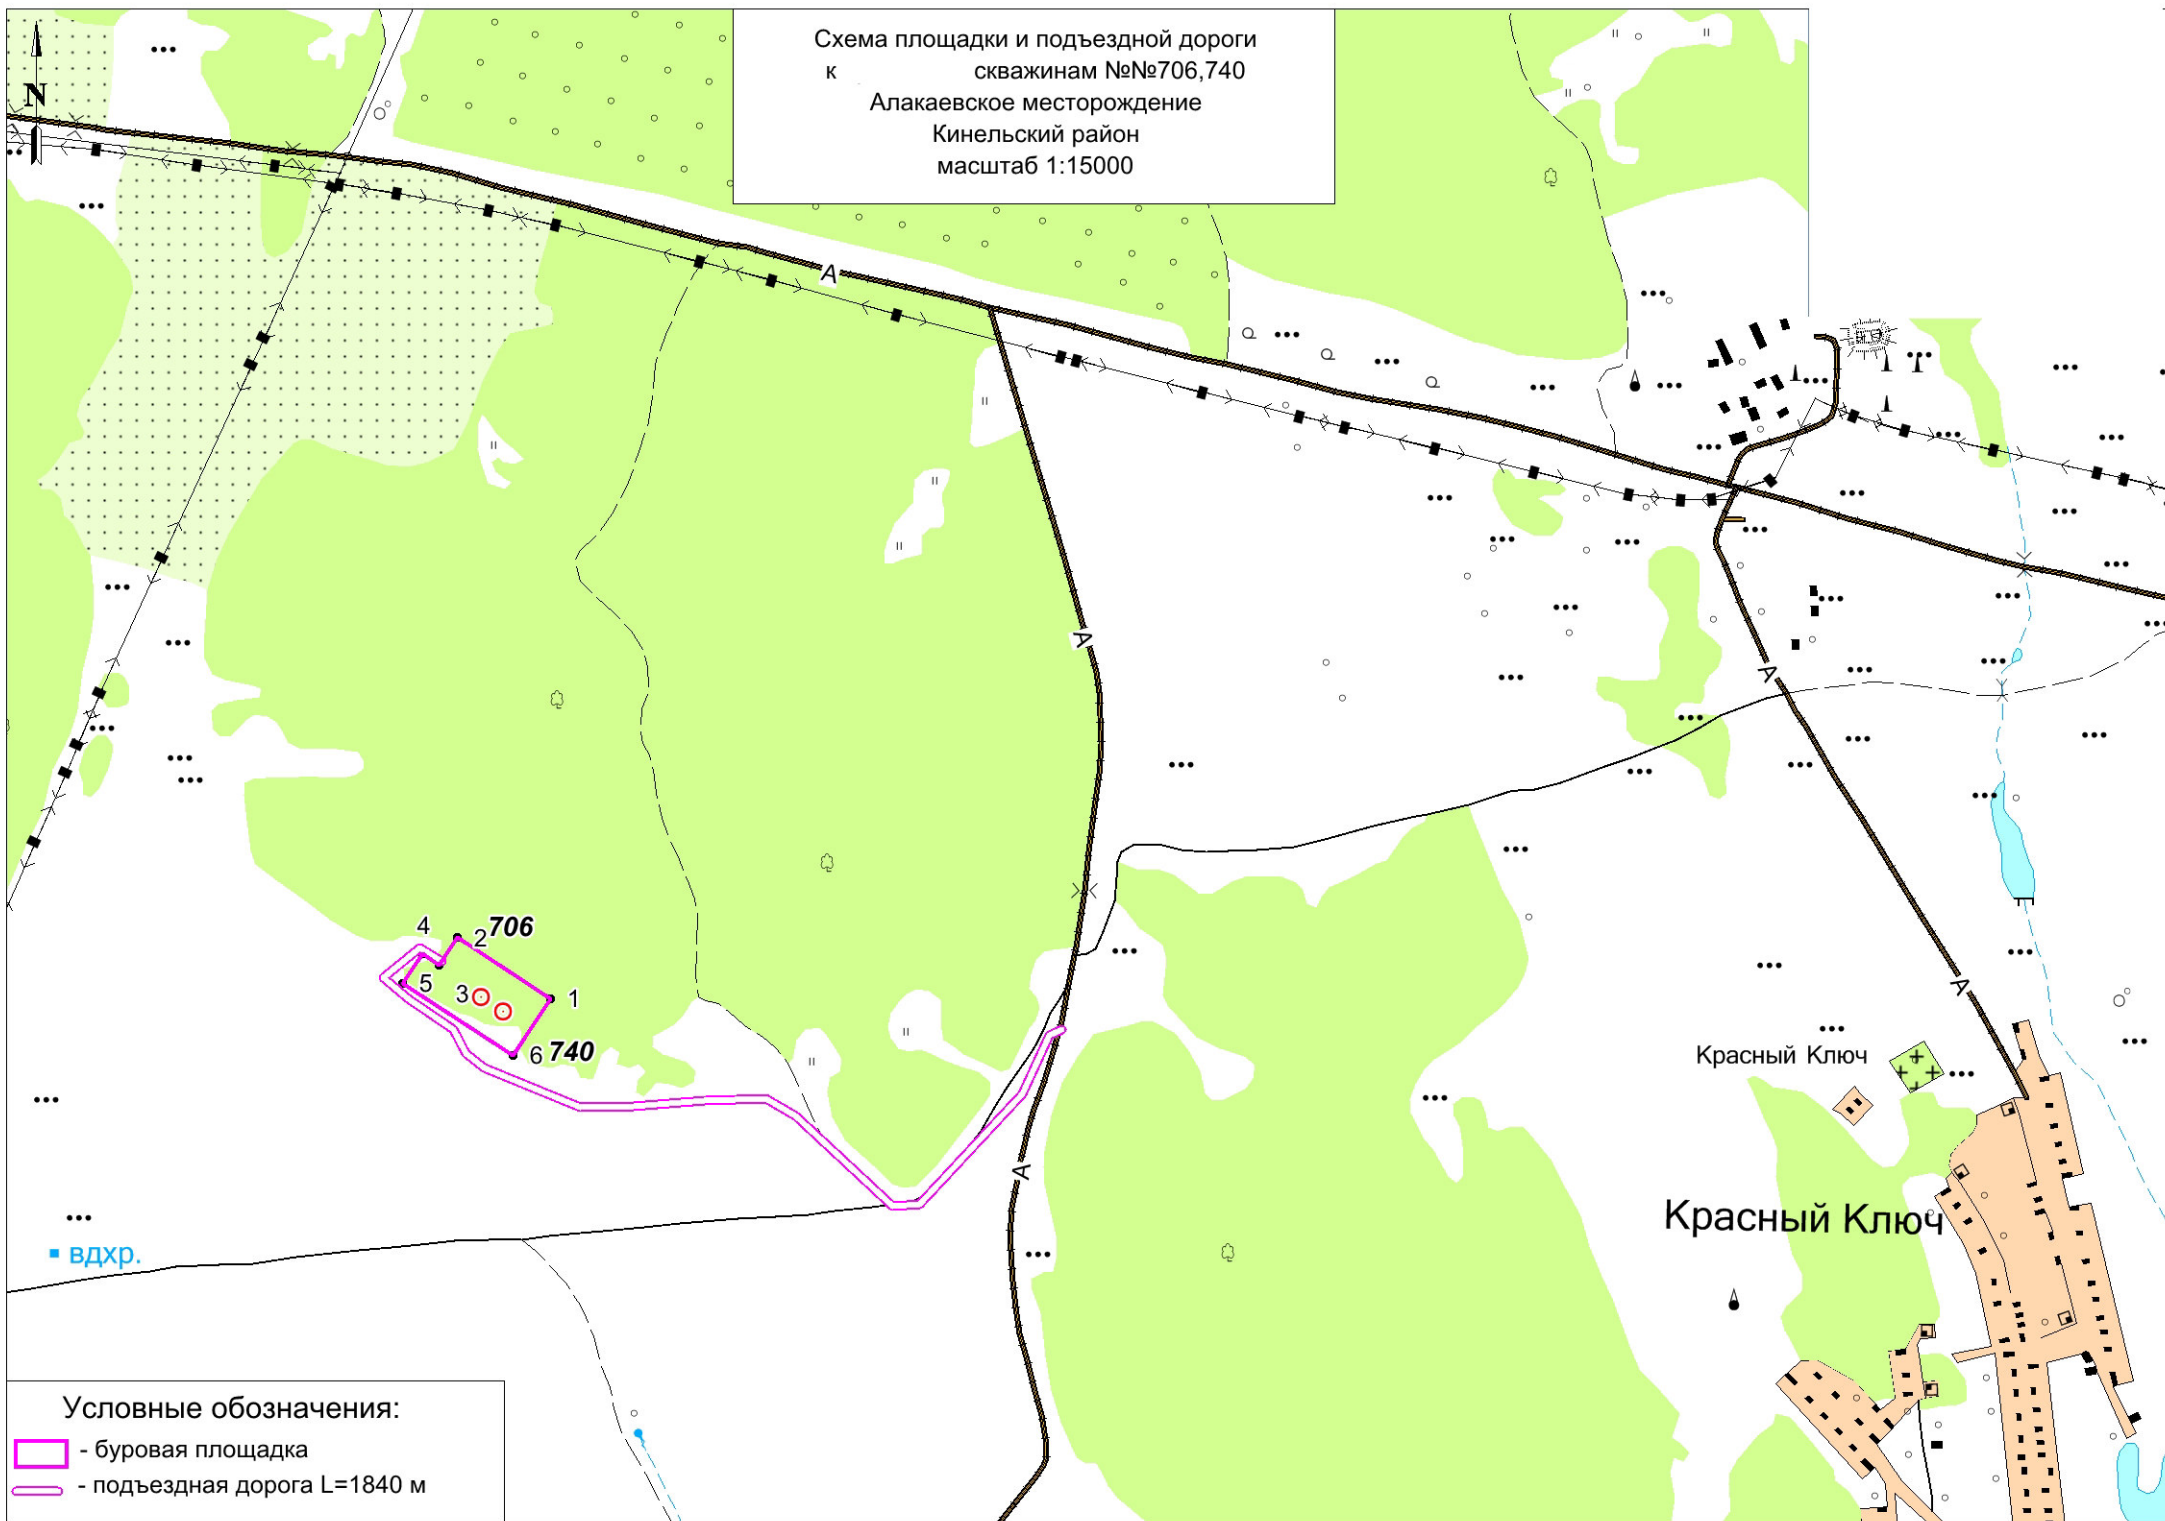 Схема площадки и подъездной дороги
к скважинам №№706,740
Алакаевское месторождение
Кинельский район
масштаб 1:15000
N
А
А
А
4
2 706
5
3
1
6 740
А
А
Красный Ключ
Красный Ключ
вдхр.
Условные обозначения:
- буровая площадка
- подъездная дорога L=1840 м